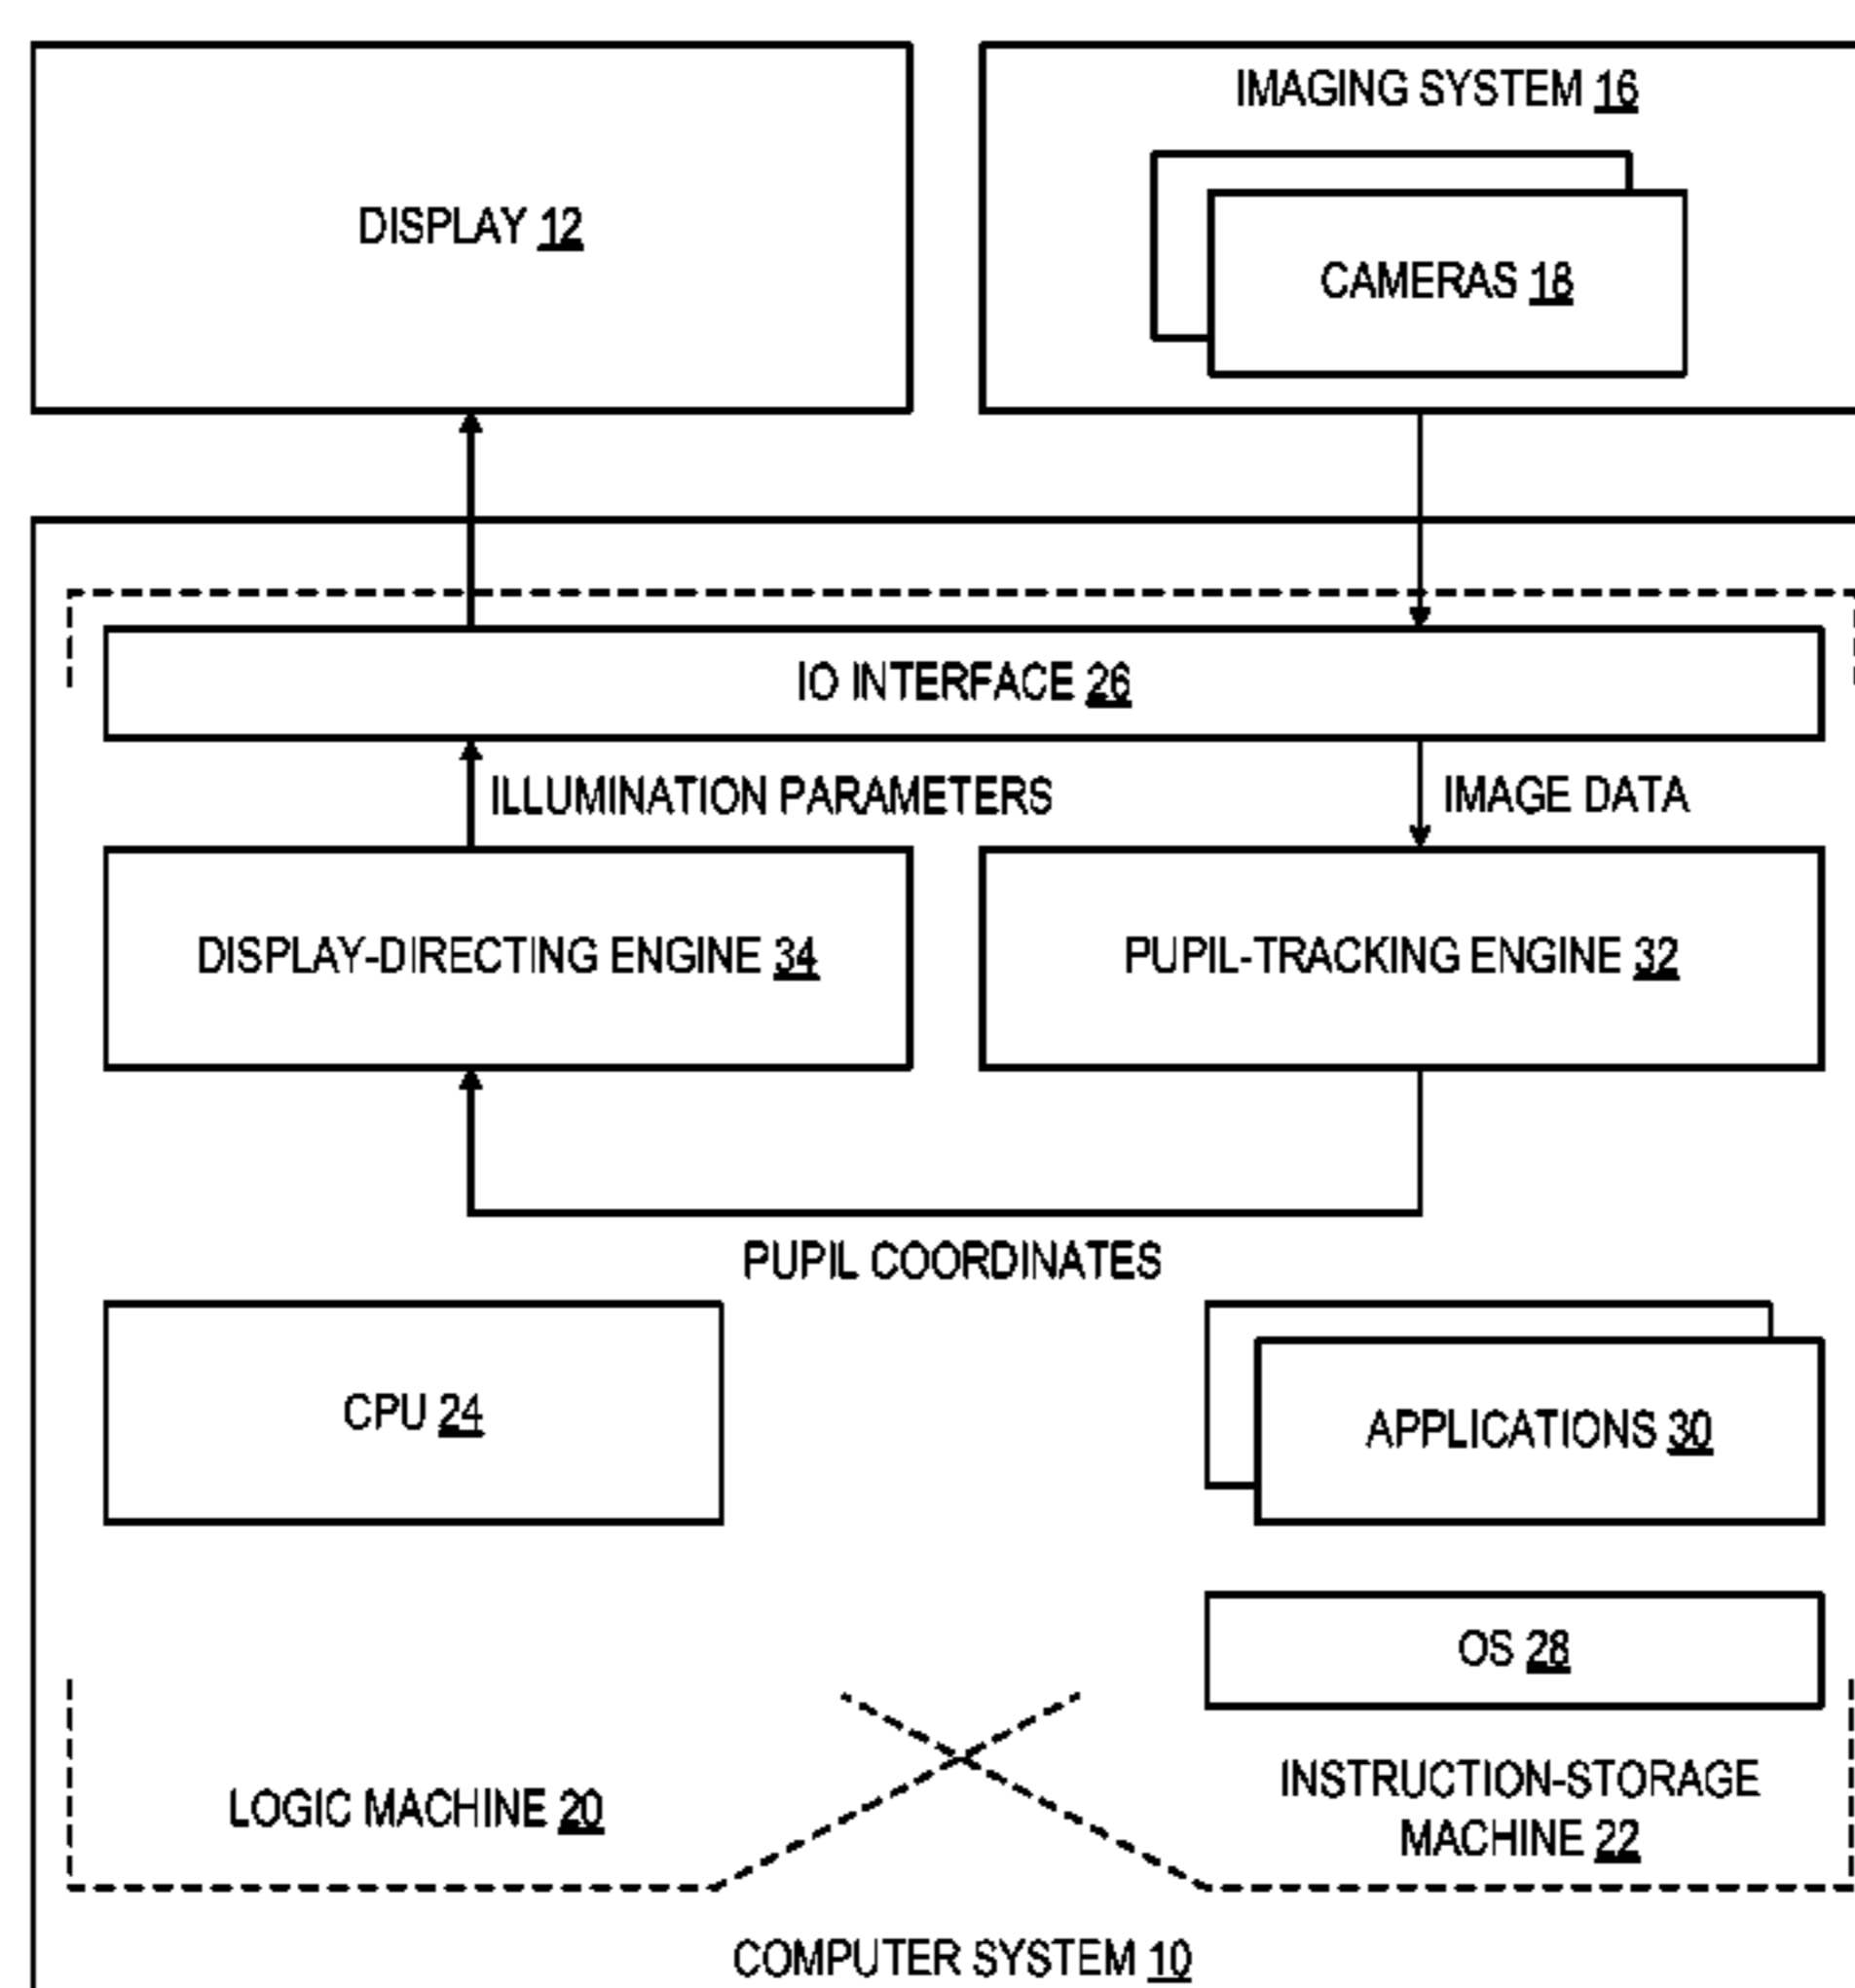 DISPLAY 12
IMAGING SYSTEM 16
CAMERAS 18
IO INTERFACE 26
ILLUMINATION PARAMETERS
IMAGE DATA
DISPLAY-DIRECTING ENGINE 34
PUPIL-TRACKING ENGINE 32
PUPIL COORDINATES
CPU 24
APPLICATIONS 30
OS 28
LOGIC MACHINE 20
INSTRUCTION-STORAGE
MACHINE 22
COMPUTER SYSTEM 10